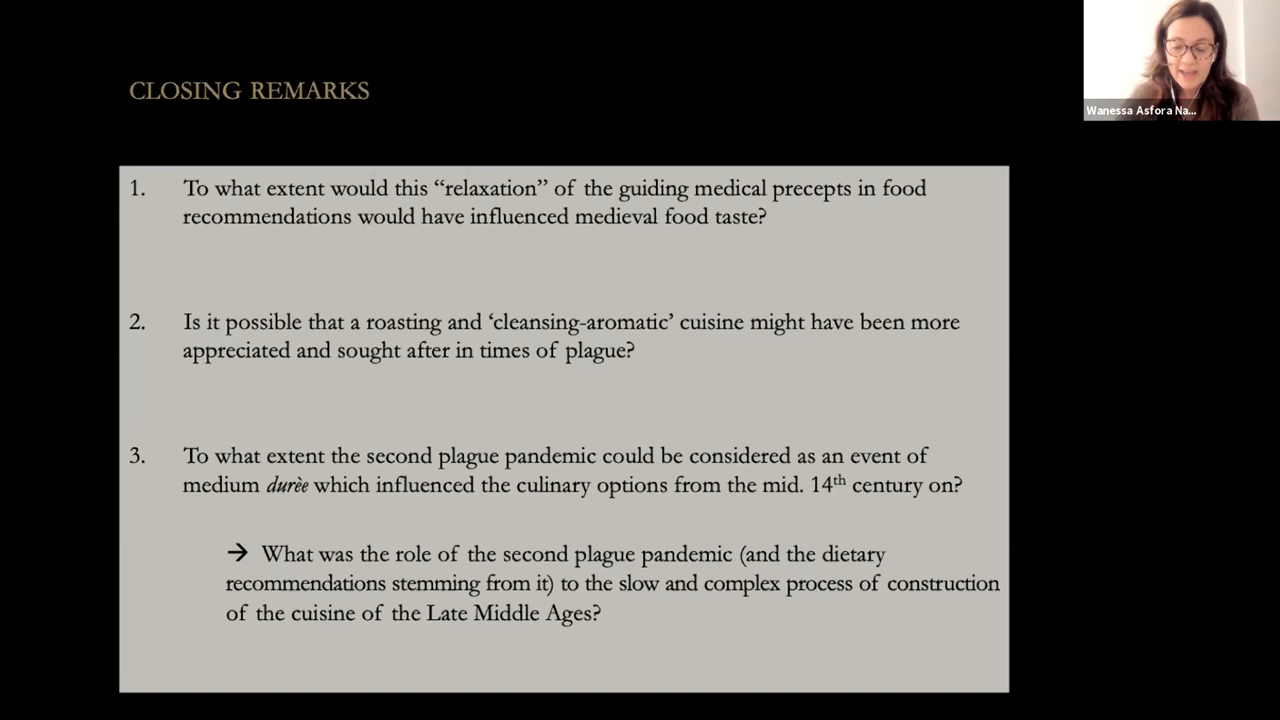 CLOSING REMARKS
Wanessa Asfora Na...
1. To what extent would this “relaxation” of the guiding medical precepts in food
recommendations would have influenced medieval food taste?
2. Is it possible that a roasting and ‘cleansing-aromatic’ cuisine might have been more
appreciated and sought after in times of plague?
3. To what extent the second plague pandemic could be considered as an event of
medium durèe which influenced the culinary options from the mid. 14th century on?
→ What was the role of the second plague pandemic (and the dietary
recommendations stemming from it) to the slow and complex process of construction
of the cuisine of the Late Middle Ages?